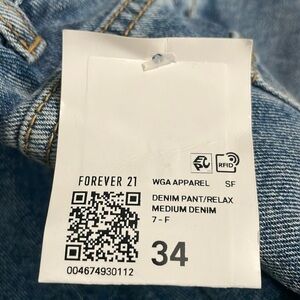 RFID
FOREVER 21 WGA APPAREL SF
DENIM PANT/RELAX
MEDIUM DENIM
7 - F
34
004674930112